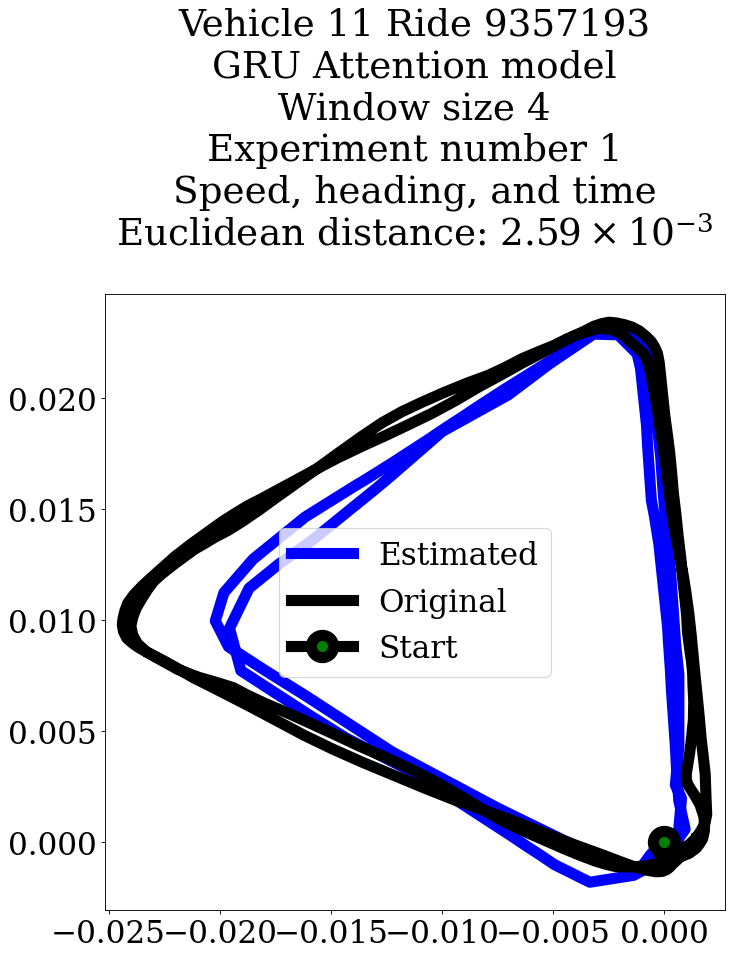 Vehicle 11 Ride 9357193
GRU Attention model
Window size 4
Experiment number 1
Speed, heading, and time
Euclidean distance: 2.59 × 10⁻³
0.020
0.015
0.010
0.005
0.000
Estimated
Original
Start
−0.025 −0.020 −0.015 −0.010 −0.005 0.000